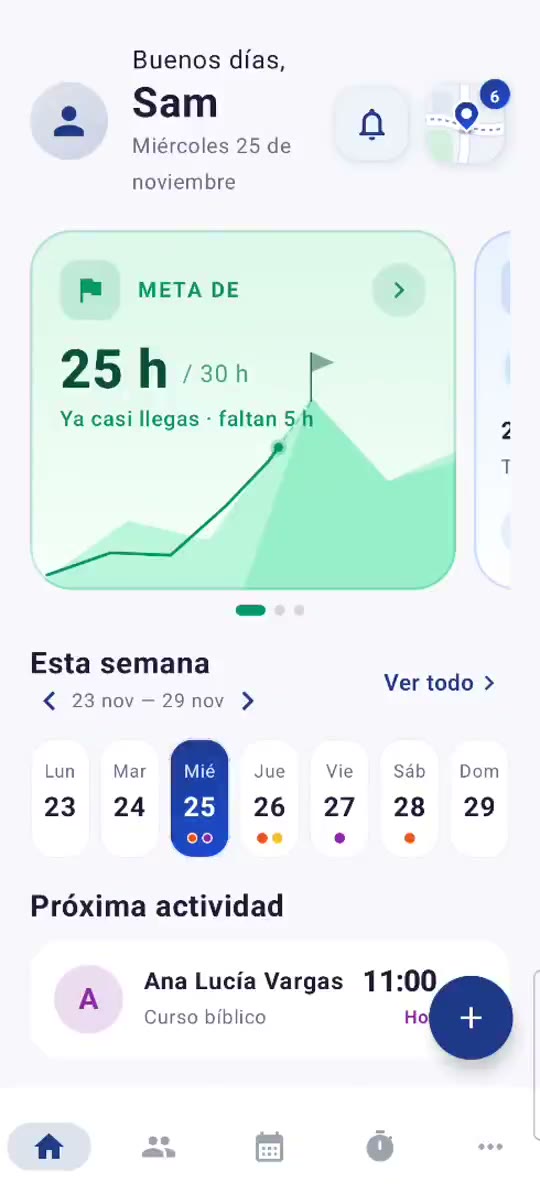 Buenos días,
Sam
Miércoles 25 de
noviembre
6
META DE
25 h / 30 h
Ya casi llegas · faltan 5 h
Esta semana
23 nov — 29 nov
Ver todo
Lun Mar Mié Jue Vie Sáb Dom
23 24 25 26 27 28 29
Próxima actividad
A
Ana Lucía Vargas 11:00
Curso bíblico